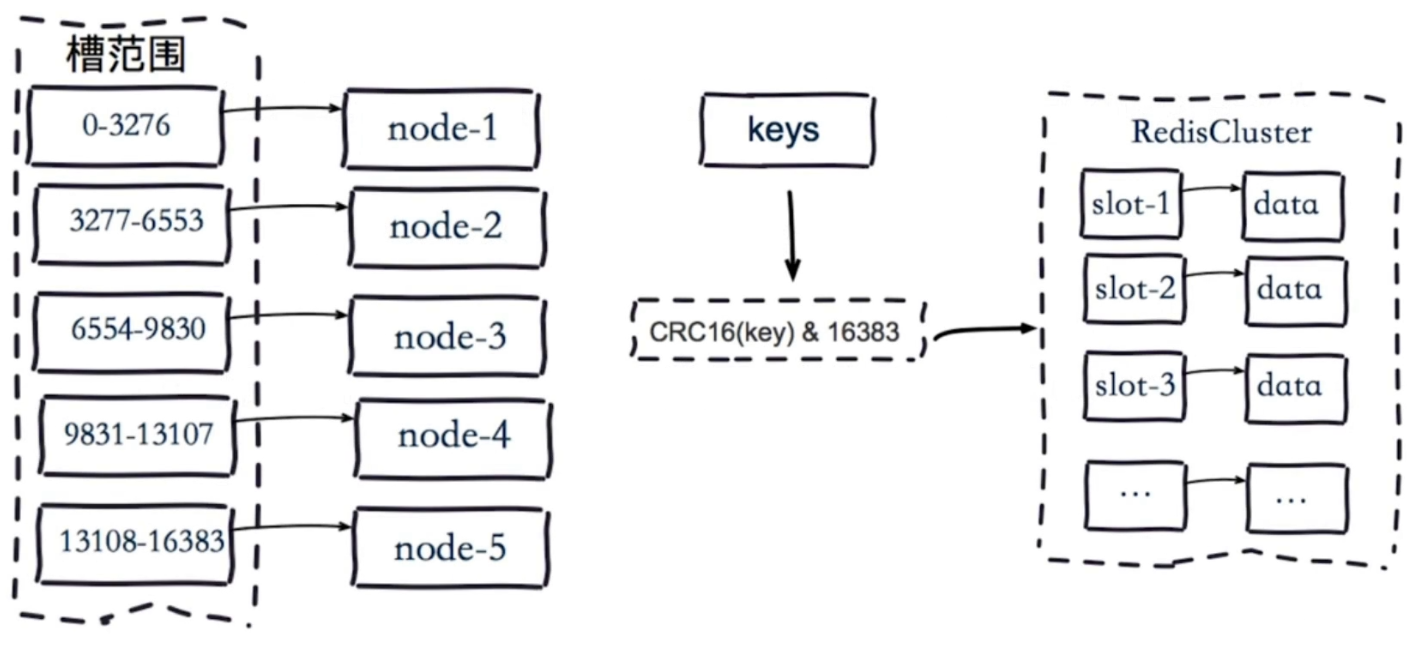 槽范围
0-3276
node-1
3277-6553
node-2
6554-9830
node-3
9831-13107
node-4
13108-16383
node-5
keys
CRC16(key) & 16383
RedisCluster
slot-1
data
slot-2
data
slot-3
data
...
...